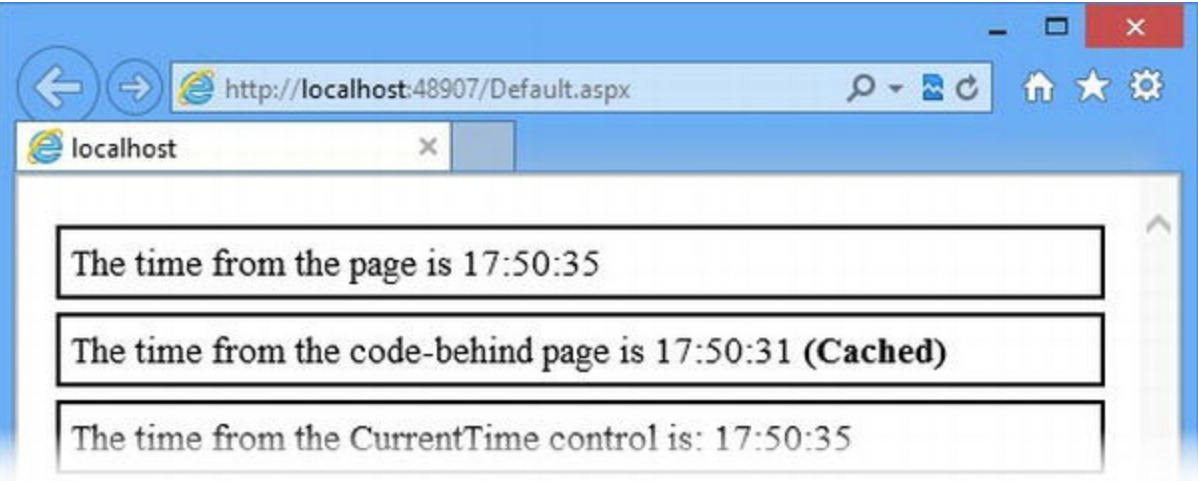 http://localhost:48907/Default.aspx
localhost
The time from the page is 17:50:35
The time from the code-behind page is 17:50:31 (Cached)
The time from the CurrentTime control is: 17:50:35